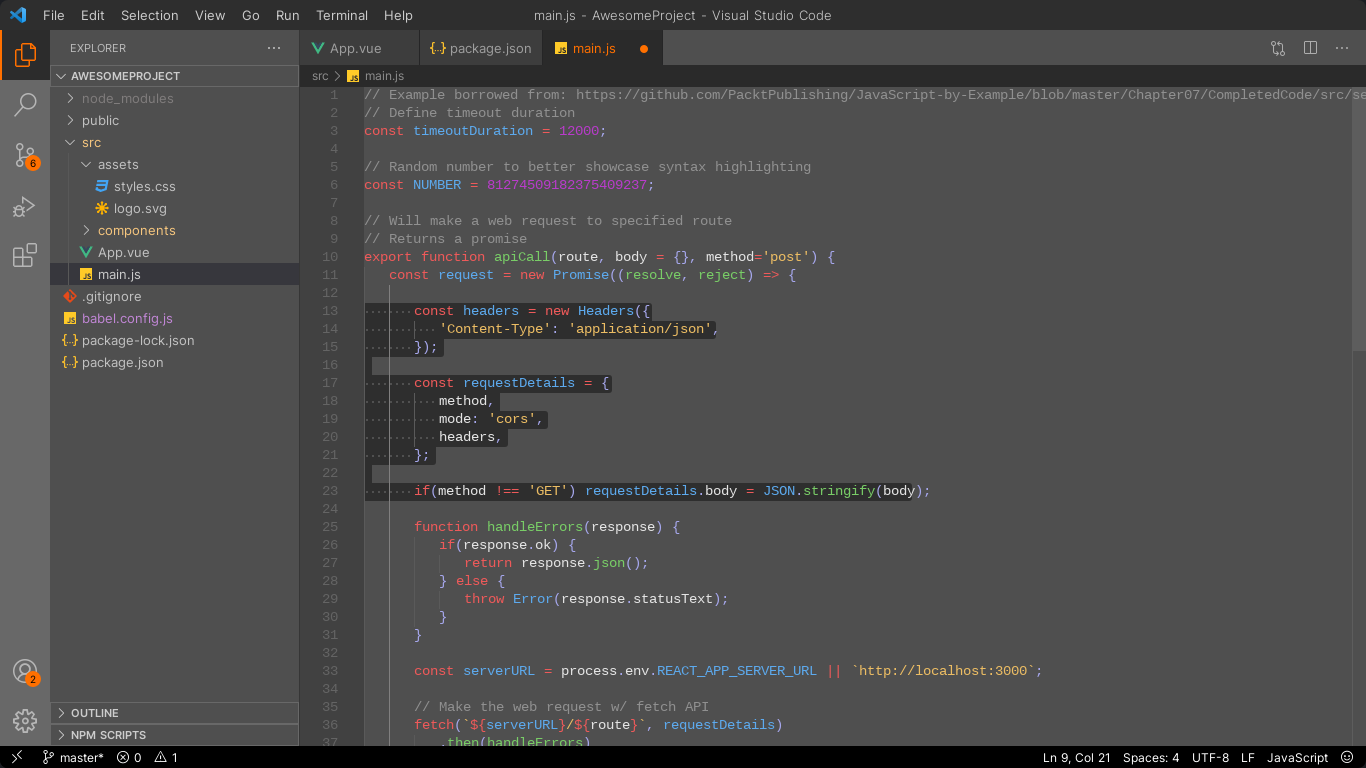 File Edit Selection View Go Run Terminal Help
main.js - AwesomeProject - Visual Studio Code
EXPLORER
AWESOMEPROJECT
node_modules
public
src
assets
styles.css
logo.svg
components
App.vue
main.js
.gitignore
babel.config.js
package-lock.json
package.json
OUTLINE
NPM SCRIPTS
6
2
App.vue
package.json
main.js
src > main.js
1 // Example borrowed from: https://github.com/PacktPublishing/JavaScript-by-Example/blob/master/Chapter07/CompletedCode/src/se
2 // Define timeout duration
3 const timeoutDuration = 12000;
4
5 // Random number to better showcase syntax highlighting
6 const NUMBER = 81274509182375409237;
7
8 // Will make a web request to specified route
9 // Returns a promise
10 export function apiCall(route, body = {}, method='post') {
11 const request = new Promise((resolve, reject) => {
12
13 const headers = new Headers({
14 'Content-Type': 'application/json',
15 });
16
17 const requestDetails = {
18 method,
19 mode: 'cors',
20 headers,
21 };
22
23 if(method !== 'GET') requestDetails.body = JSON.stringify(body);
24
25 function handleErrors(response) {
26 if(response.ok) {
27 return response.json();
28 } else {
29 throw Error(response.statusText);
30 }
31 }
32
33 const serverURL = process.env.REACT_APP_SERVER_URL || `http://localhost:3000`;
34
35 // Make the web request w/ fetch API
36 fetch(`${serverURL}/${route}`, requestDetails)
37 .then(handleErrors)
master* 0 1
Ln 9, Col 21 Spaces: 4 UTF-8 LF JavaScript